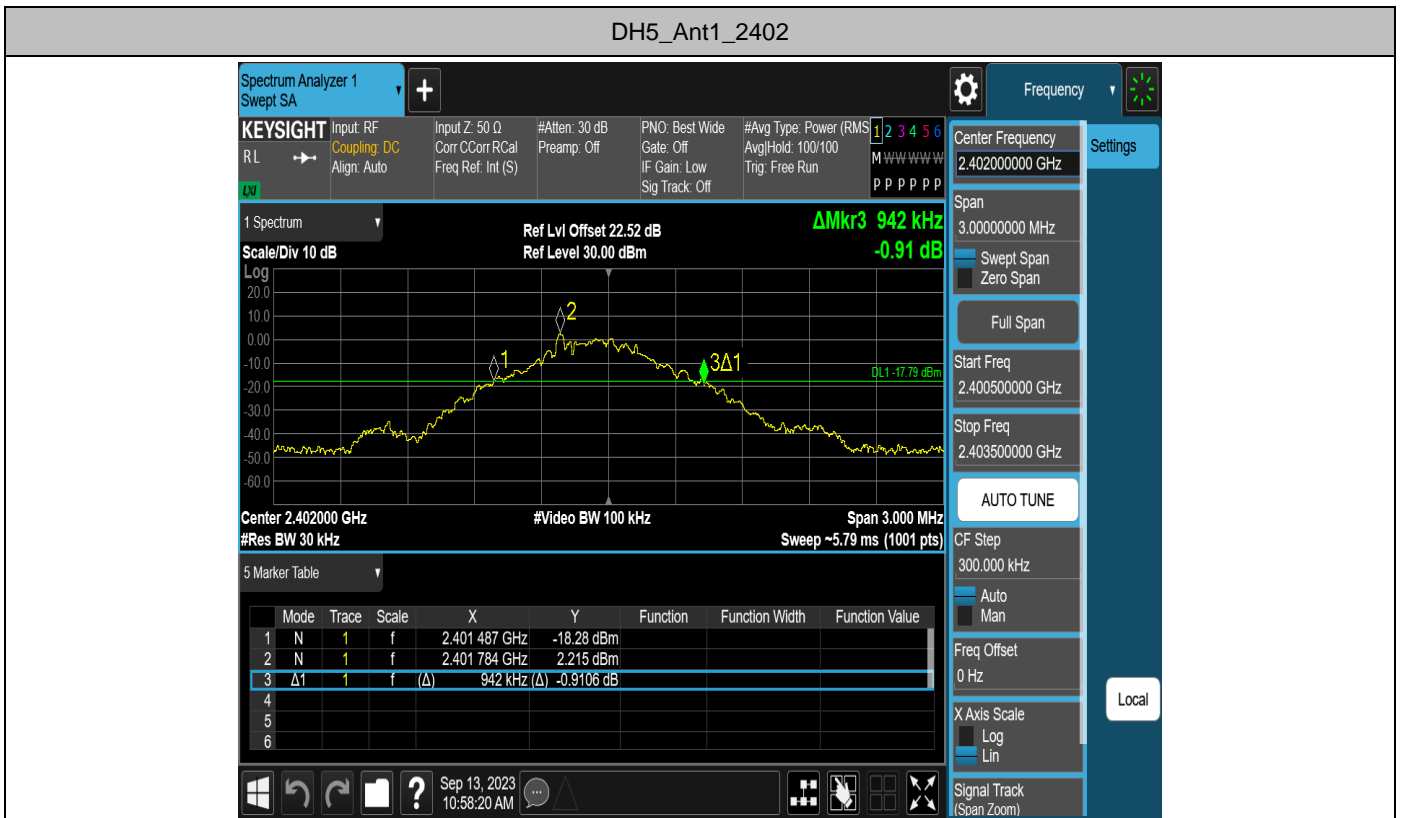 DH5_Ant1_2402
Spectrum Analyzer 1
Swept SA
+
Frequency
KEYSIGHT
RL
LXI
Input: RF
Coupling: DC
Align: Auto
Input Z: 50 Ω
Corr CCorr RCal
Freq Ref: Int (S)
#Atten: 30 dB
Preamp: Off
PNO: Best Wide
Gate: Off
IF Gain: Low
Sig Track: Off
#Avg Type: Power (RMS
Avg|Hold: 100/100
Trig: Free Run
1 2 3 4 5 6
M W W W W W
P P P P P P
1 Spectrum
Scale/Div 10 dB
Ref Lvl Offset 22.52 dB
Ref Level 30.00 dBm
ΔMkr3 942 kHz
-0.91 dB
Log
20.0
10.0
0.00
-10.0
-20.0
-30.0
-40.0
-50.0
-60.0
1
2
3Δ1
DL1 -17.79 dBm
Center 2.402000 GHz
#Res BW 30 kHz
#Video BW 100 kHz
Span 3.000 MHz
Sweep ~5.79 ms (1001 pts)
5 Marker Table
Mode Trace Scale X Y Function Function Width Function Value
1 N 1 f 2.401 487 GHz -18.28 dBm
2 N 1 f 2.401 784 GHz 2.215 dBm
3 Δ1 1 f (Δ) 942 kHz (Δ) -0.9106 dB
4
5
6
Sep 13, 2023
10:58:20 AM
?
Center Frequency
2.402000000 GHz
Settings
Span
3.00000000 MHz
Swept Span
Zero Span
Full Span
Start Freq
2.400500000 GHz
Stop Freq
2.403500000 GHz
AUTO TUNE
CF Step
300.000 kHz
Auto
Man
Freq Offset
0 Hz
X Axis Scale
Log
Lin
Local
Signal Track
(Span Zoom)